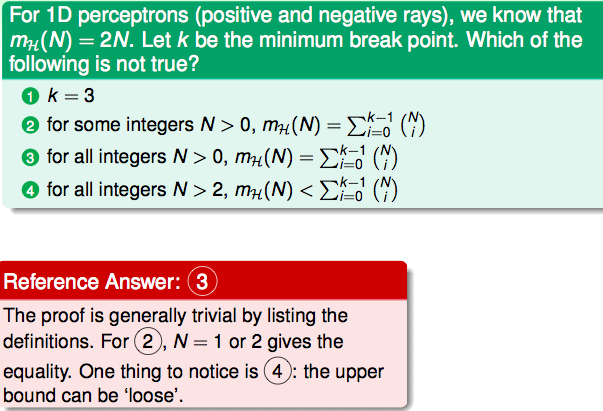 For 1D perceptrons (positive and negative rays), we know that
$m_{\mathcal{H}}(N) = 2N$. Let $k$ be the minimum break point. Which of the
following is not true?
1 $k = 3$
2 for some integers $N > 0$, $m_{\mathcal{H}}(N) = \sum_{i=0}^{k-1} \binom{N}{i}$
3 for all integers $N > 0$, $m_{\mathcal{H}}(N) = \sum_{i=0}^{k-1} \binom{N}{i}$
4 for all integers $N > 2$, $m_{\mathcal{H}}(N) < \sum_{i=0}^{k-1} \binom{N}{i}$
Reference Answer: ③
The proof is generally trivial by listing the
definitions. For ②, $N = 1$ or 2 gives the
equality. One thing to notice is ④: the upper
bound can be ‘loose’.